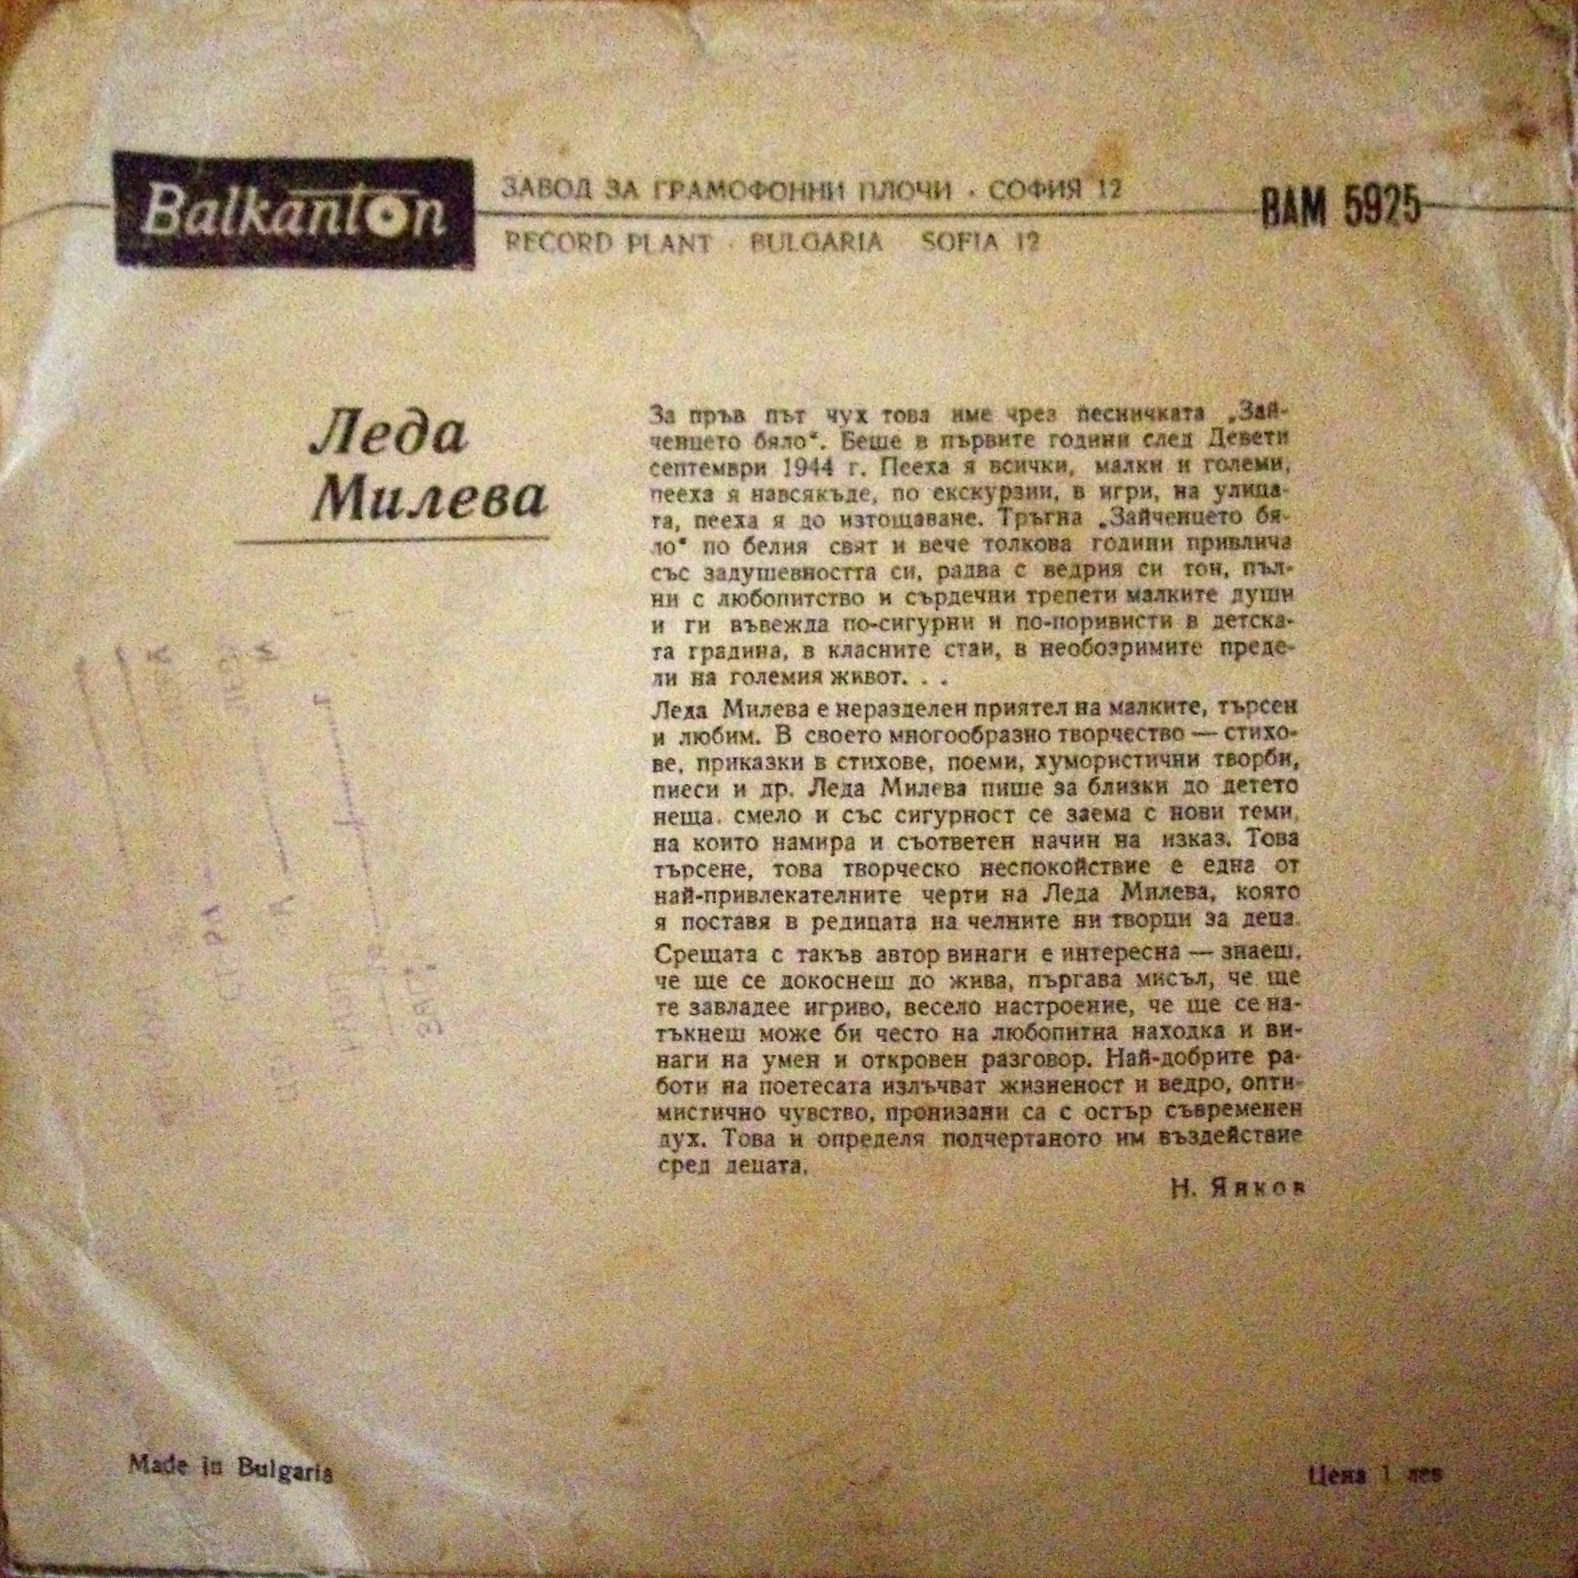 Balkanton
ЗАВОД ЗА ГРАМОФОННИ ПЛОЧИ · СОФИЯ 12
RECORD PLANT · BULGARIA SOFIA 12
ВАМ 5925
Леда
Милева
За пръв път чух това име чрез песничката „Зай-
ченцето бяло“. Беше в първите години след Девети
септември 1944 г. Пееха я всички, малки и големи,
пееха я навсякъде, по екскурзии, в игри, на улица-
та, пееха я до изтощаване. Тръгна „Зайченцето бя-
ло“ по белия свят и вече толкова години привлича
със задушевността си, радва с ведрия си тон, пъл-
ни с любопитство и сърдечни трепети малките души
и ги въвежда по-сигурни и по-поривисти в детска-
та градина, в класните стаи, в необозримите преде-
ли на големия живот. . .
Леда Милева е неразделен приятел на малките, търсен
и любим. В своето многообразно творчество — стихо-
ве, приказки в стихове, поеми, хумористични творби,
пиеси и др. Леда Милева пише за близки до детето
неща, смело и със сигурност се заема с нови теми,
на които намира и съответен начин на изказ. Това
търсене, това творческо неспокойствие е една от
най-привлекателните черти на Леда Милева, която
я поставя в редицата на челните ни творци за деца.
Срещата с такъв автор винаги е интересна — знаеш,
че ще се докоснеш до жива, пъргава мисъл, че ще
те завладее игриво, весело настроение, че ще се на-
тъкнеш може би често на любопитна находка и ви-
наги на умен и откровен разговор. Най-добрите ра-
боти на поетесата излъчват жизненост и ведро, опти-
мистично чувство, пронизани са с остър съвременен
дух. Това и определя подчертаното им въздействие
сред децата.
Н. Янков
Made in Bulgaria
Цена 1 лев